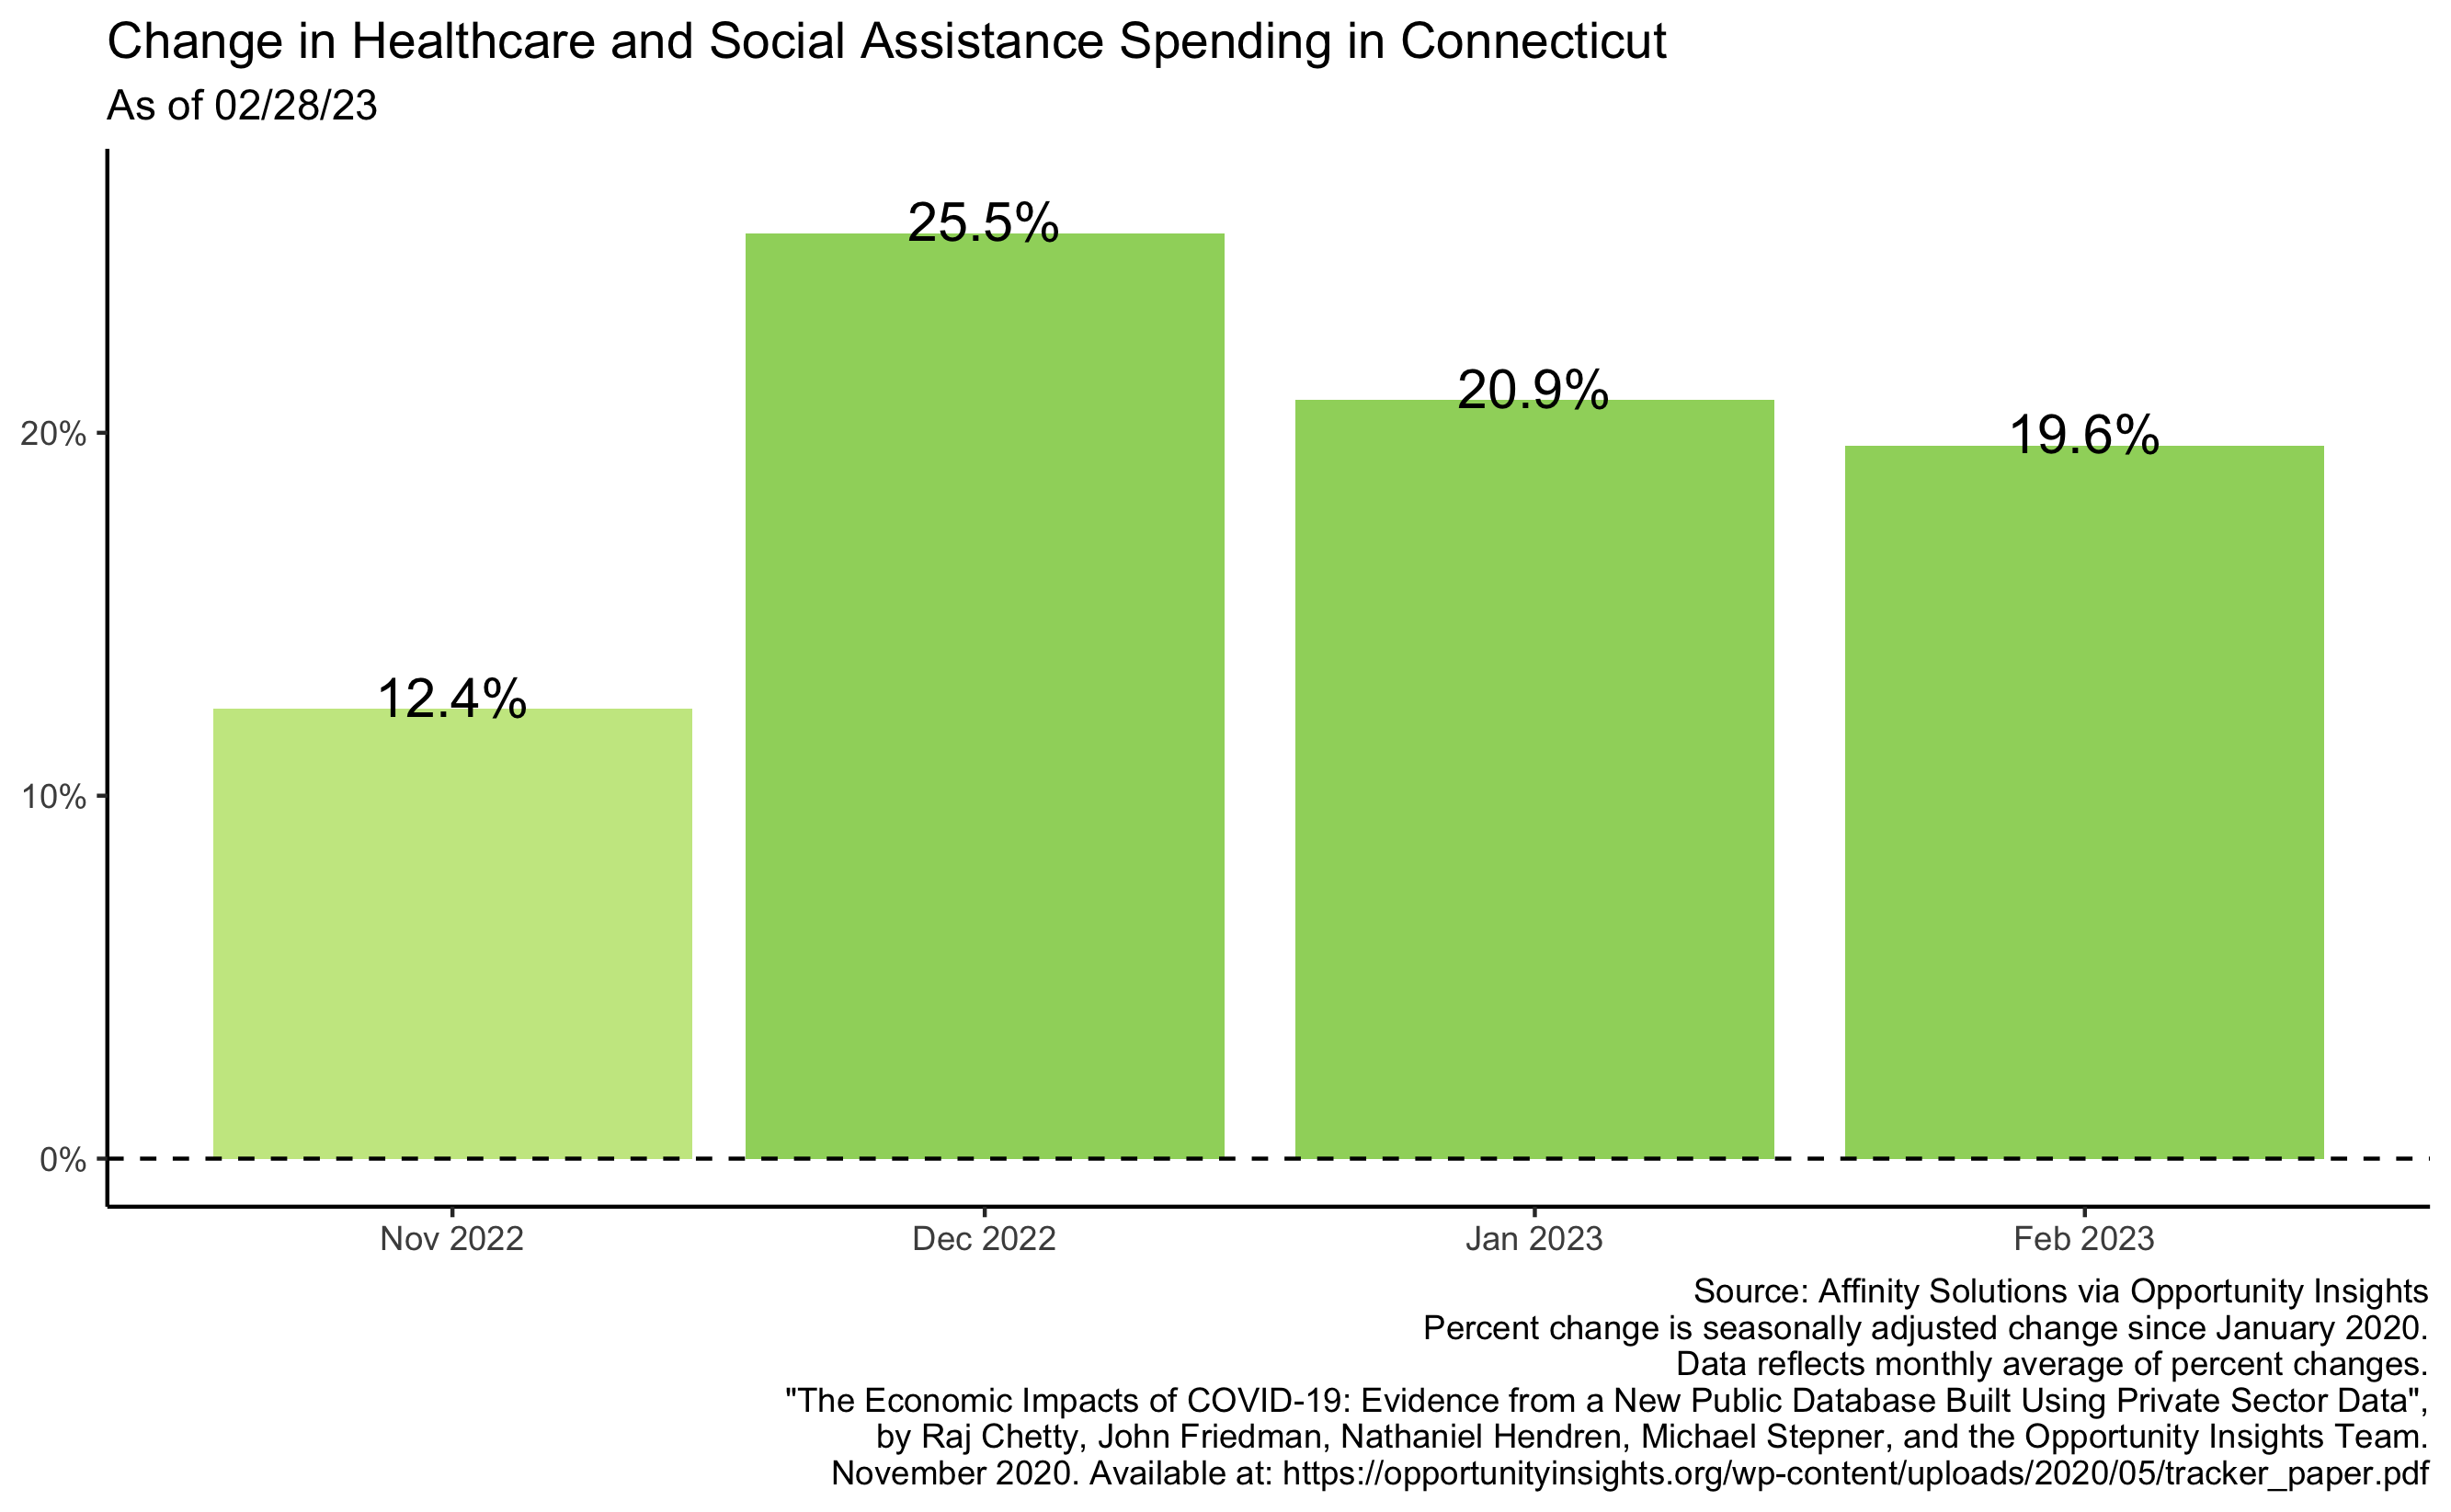 Change in Healthcare and Social Assistance Spending in Connecticut
As of 02/28/23
25.5%
20.9%
20%
19.6%
12.4%
10%
0%
Nov 2022 Dec 2022 Jan 2023 Feb 2023
Source: Affinity Solutions via Opportunity Insights
Percent change is seasonally adjusted change since January 2020.
Data reflects monthly average of percent changes.
"The Economic Impacts of COVID-19: Evidence from a New Public Database Built Using Private Sector Data",
by Raj Chetty, John Friedman, Nathaniel Hendren, Michael Stepner, and the Opportunity Insights Team.
November 2020. Available at: https://opportunityinsights.org/wp-content/uploads/2020/05/tracker_paper.pdf